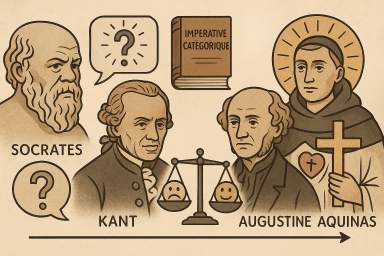 ?
IMPERATIVE
CATEGORIQUE
SOCRATES
?
KANT
AUGUSTINE AQUINAS